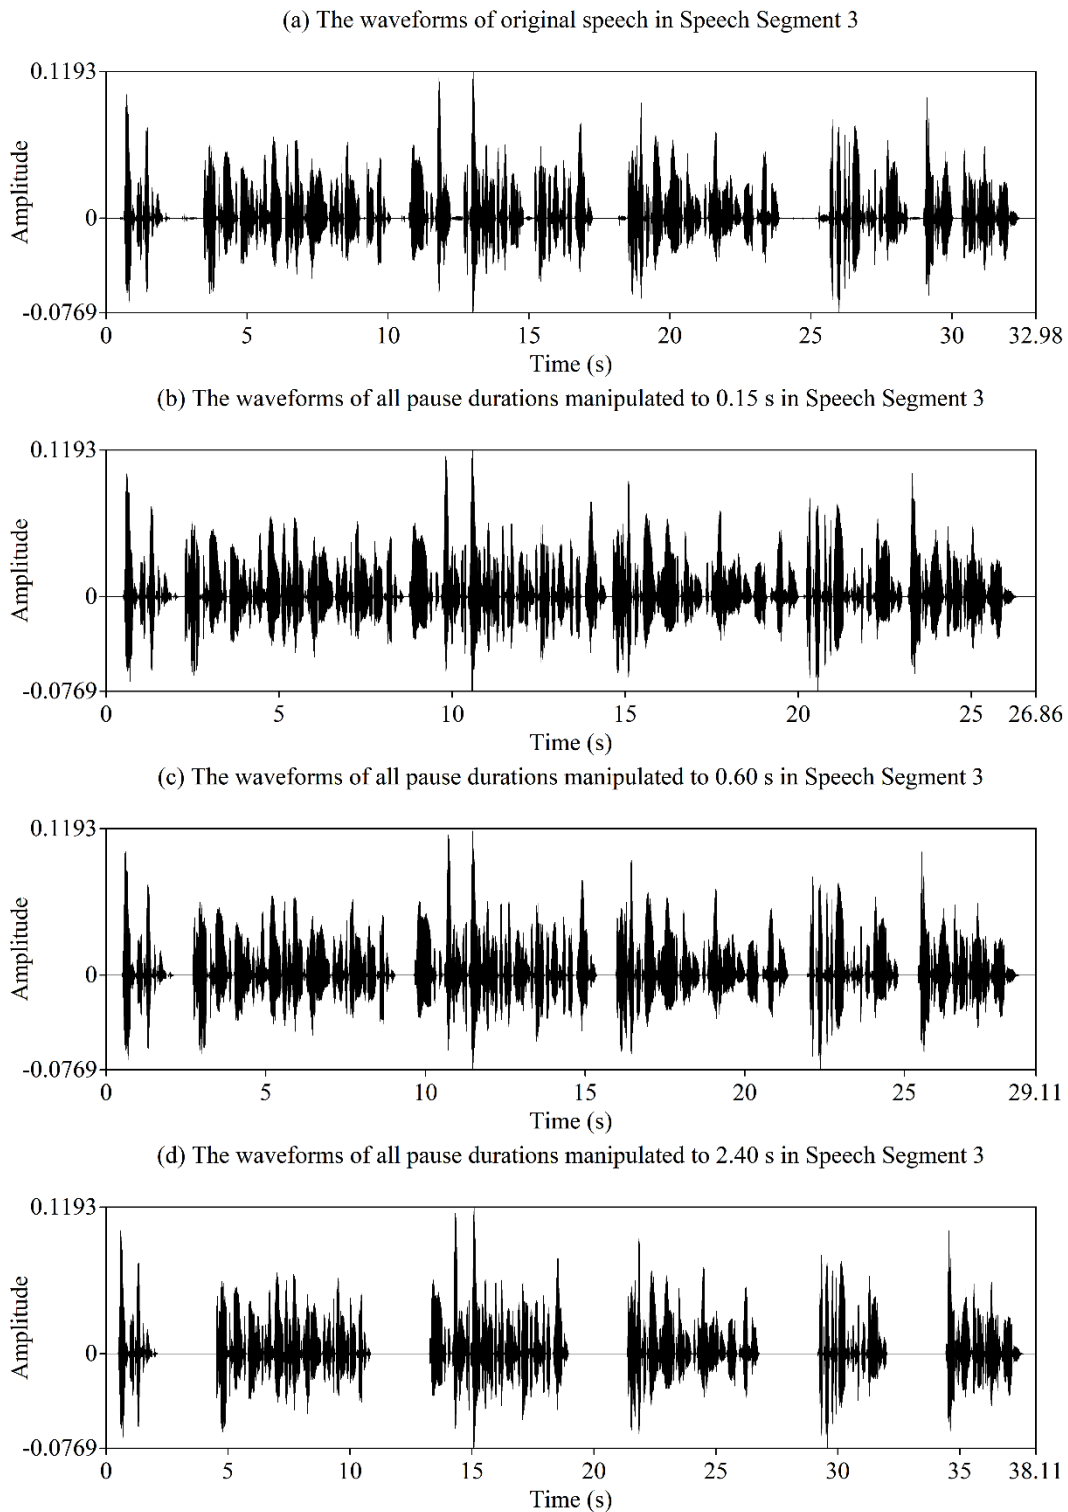 (a) The waveforms of original speech in Speech Segment 3
0.1193
Amplitude
0
-0.0769
0 5 10 15 20 25 30 32.98
Time (s)
(b) The waveforms of all pause durations manipulated to 0.15 s in Speech Segment 3
0.1193
Amplitude
0
-0.0769
0 5 10 15 20 25 26.86
Time (s)
(c) The waveforms of all pause durations manipulated to 0.60 s in Speech Segment 3
0.1193
Amplitude
0
-0.0769
0 5 10 15 20 25 29.11
Time (s)
(d) The waveforms of all pause durations manipulated to 2.40 s in Speech Segment 3
0.1193
Amplitude
0
-0.0769
0 5 10 15 20 25 30 35 38.11
Time (s)